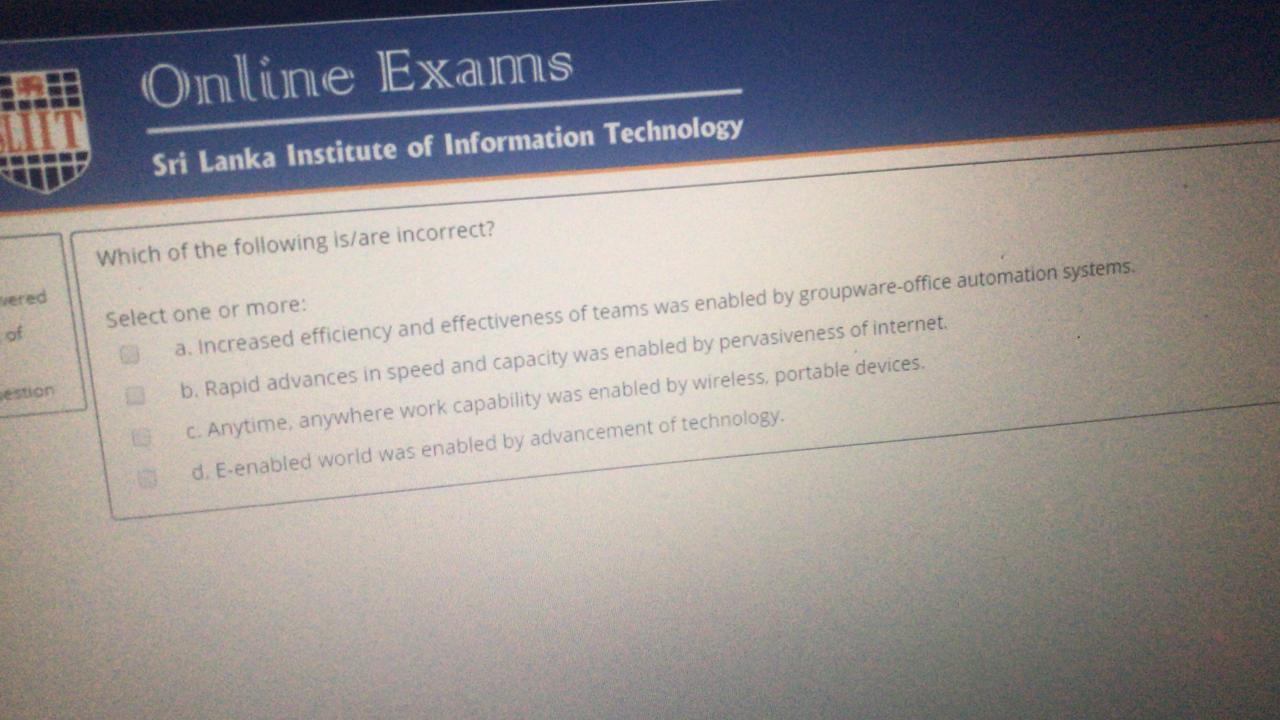 Online Exams
SLIIT
Sri Lanka Institute of Information Technology
Which of the following is/are incorrect?
of
estion
Select one or more:
a. Increased efficiency and effectiveness of teams was enabled by groupware-office automation systems.
b. Rapid advances in speed and capacity was enabled by pervasiveness of internet.
c. Anytime, anywhere work capability was enabled by wireless, portable devices.
d. E-enabled world was enabled by advancement of technology.